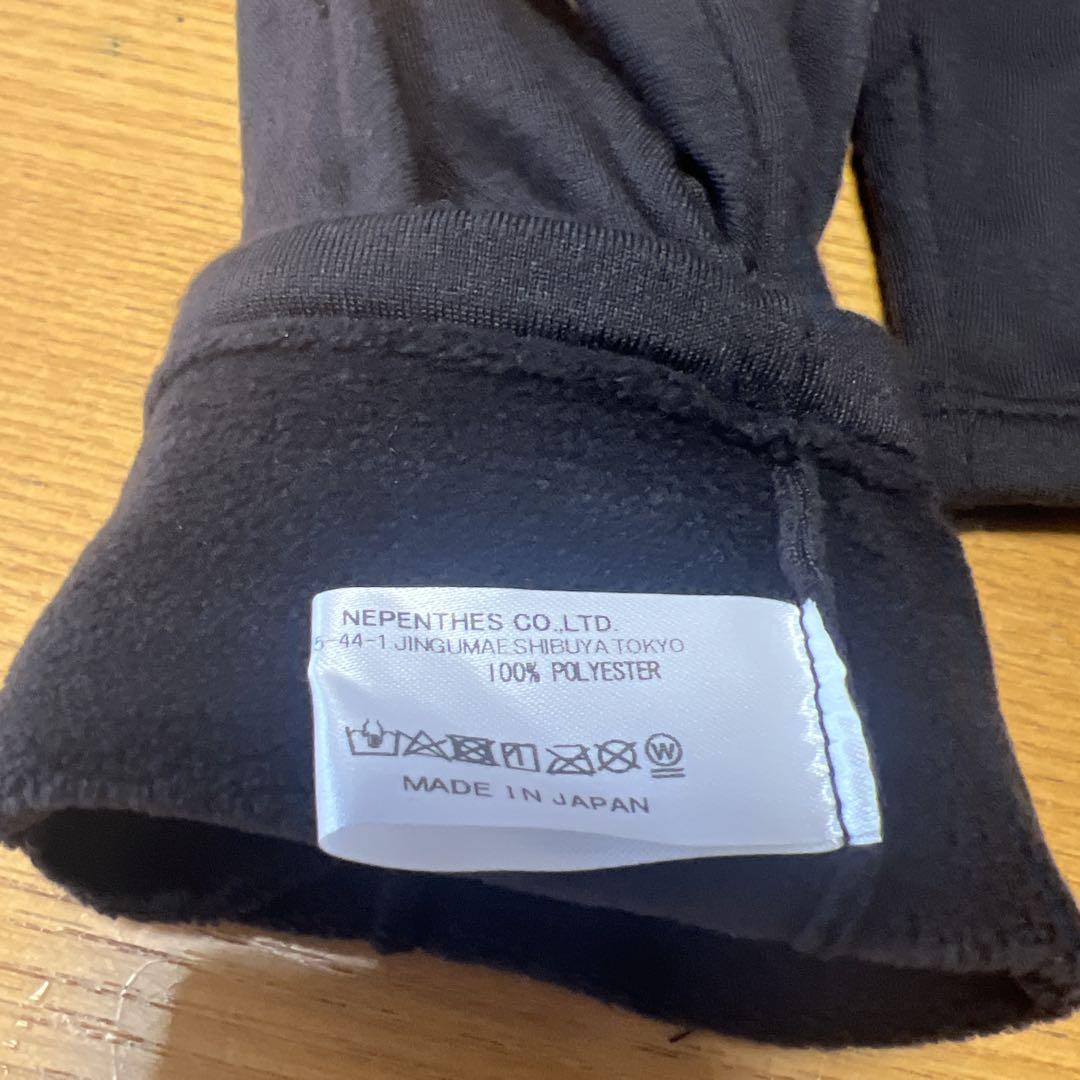 NEPENTHES CO.,LTD.
5-44-1 JINGUMAE SHIBUYA TOKYO
100% POLYESTER
W
MADE IN JAPAN